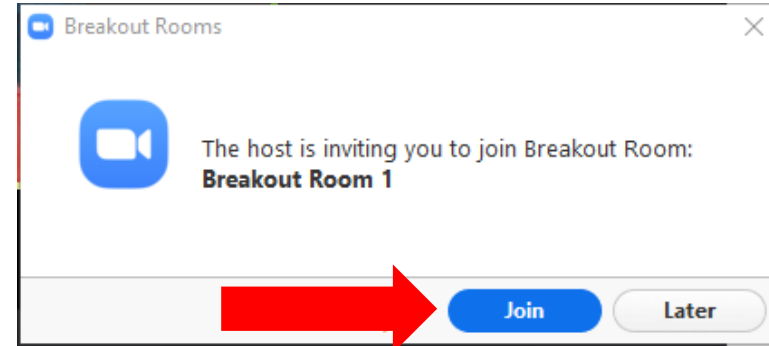 Breakout Rooms
The host is inviting you to join Breakout Room:
Breakout Room 1
Join
Later